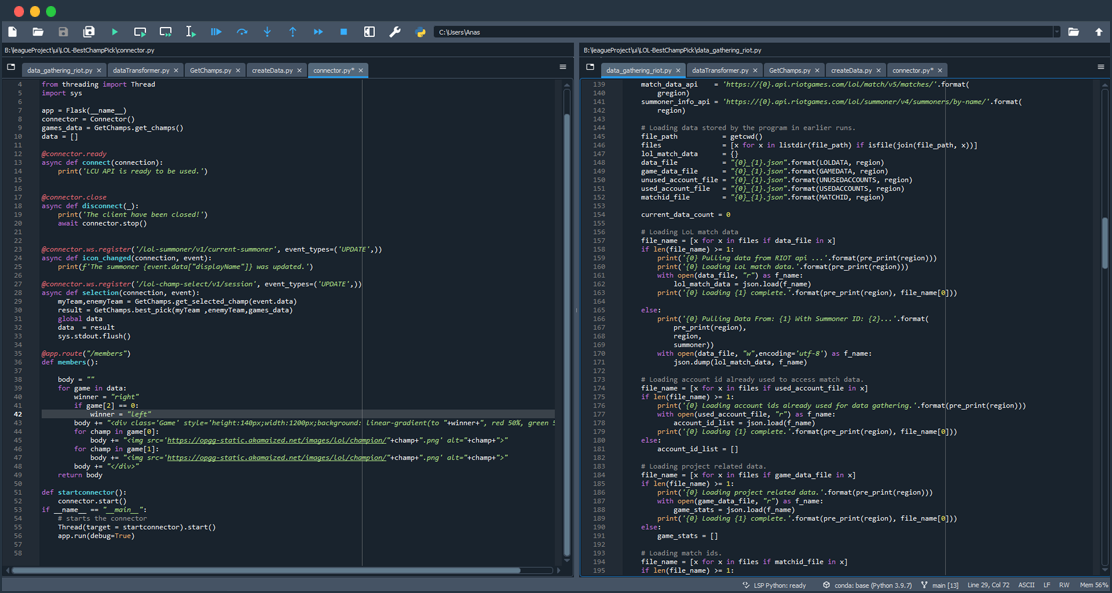 C:\Users\Anas
B:\leagueProject\ui\LOL-BestChampPick\connector.py
data_gathering_riot.py
dataTransformer.py
GetChamps.py
createData.py
connector.py*
4 from threading import Thread
5 import sys
6
7 app = Flask(__name__)
8 connector = Connector()
9 games_data = GetChamps.get_champs()
10 data = []
11
12 @connector.ready
13 async def connect(connection):
14 print('LCU API is ready to be used.')
15
16
17 @connector.close
18 async def disconnect(_):
19 print('The client have been closed!')
20 await connector.stop()
21
22
23 @connector.ws.register('/lol-summoner/v1/current-summoner', event_types=('UPDATE',))
24 async def icon_changed(connection, event):
25 print(f'The summoner {event.data["displayName"]} was updated.')
26
27 @connector.ws.register('/lol-champ-select/v1/session', event_types=('UPDATE',))
28 async def selection(connection, event):
29 myTeam,enemyTeam = GetChamps.get_selected_champ(event.data)
30 result = GetChamps.best_pick(myTeam ,enemyTeam,games_data)
31 global data
32 data = result
33 sys.stdout.flush()
34
35 @app.route("/members")
36 def members():
37
38 body = ""
39 for game in data:
40 winner = "right"
41 if game[2] == 0:
42 winner = "left"
43 body += "<div class='Game' style='height:140px;width:1200px;background: linear-gradient(to "+winner+", red 50%, green 5
44 for champ in game[0]:
45 body += "<img src='https://opgg-static.akamaized.net/images/lol/champion/"+champ+".png' alt="+champ+">"
46 for champ in game[1]:
47 body += "<img src='https://opgg-static.akamaized.net/images/lol/champion/"+champ+".png' alt="+champ+">"
48 body += "</div>"
49 return body
50
51 def startconnector():
52 connector.start()
53 if __name__ == "__main__":
54 # starts the connector
55 Thread(target = startconnector).start()
56 app.run(debug=True)
57
58
B:\leagueProject\ui\LOL-BestChampPick\data_gathering_riot.py
data_gathering_riot.py
dataTransformer.py
GetChamps.py
createData.py
connector.py*
139 match_data_api = 'https://{0}.api.riotgames.com/lol/match/v5/matches/'.format(
140 gregion)
141 summoner_info_api = 'https://{0}.api.riotgames.com/lol/summoner/v4/summoners/by-name/'.format(
142 region)
143
144 # Loading data stored by the program in earlier runs.
145 file_path = getcwd()
146 files = [x for x in listdir(file_path) if isfile(join(file_path, x))]
147 lol_match_data = {}
148 data_file = "{0}_{1}.json".format(LOLDATA, region)
149 game_data_file = "{0}_{1}.json".format(GAMEDATA, region)
150 unused_account_file = "{0}_{1}.json".format(UNUSEDACCOUNTS, region)
151 used_account_file = "{0}_{1}.json".format(USEDACCOUNTS, region)
152 matchid_file = "{0}_{1}.json".format(MATCHID, region)
153
154 current_data_count = 0
155
156 # Loading LoL match data
157 file_name = [x for x in files if data_file in x]
158 if len(file_name) >= 1:
159 print('{0} Pulling data from RIOT api ...'.format(pre_print(region)))
160 print('{0} Loading LoL match data.'.format(pre_print(region)))
161 with open(data_file, "r") as f_name:
162 lol_match_data = json.load(f_name)
163 print('{0} Loading {1} complete.'.format(pre_print(region), file_name[0]))
164
165 else:
166 print('{0} Pulling Data From: {1} With Summoner ID: {2}...'.format(
167 pre_print(region),
168 region,
169 summoner))
170 with open(data_file, "w",encoding='utf-8') as f_name:
171 json.dump(lol_match_data, f_name)
172
173 # Loading account id already used to access match data.
174 file_name = [x for x in files if used_account_file in x]
175 if len(file_name) >= 1:
176 print('{0} Loading account ids already used for data gathering.'.format(pre_print(region)))
177 with open(used_account_file, "r") as f_name:
178 account_id_list = json.load(f_name)
179 print('{0} Loading {1} complete.'.format(pre_print(region), file_name[0]))
180 else:
181 account_id_list = []
182
183 # Loading project related data.
184 file_name = [x for x in files if game_data_file in x]
185 if len(file_name) >= 1:
186 print('{0} Loading project related data.'.format(pre_print(region)))
187 with open(game_data_file, "r") as f_name:
188 game_stats = json.load(f_name)
189 print('{0} Loading {1} complete.'.format(pre_print(region), file_name[0]))
190 else:
191 game_stats = []
192
193 # Loading match ids.
194 file_name = [x for x in files if matchid_file in x]
195 if len(file_name) >= 1:
LSP Python: ready
conda: base (Python 3.9.7)
main [13]
Line 29, Col 72
ASCII
LF
RW
Mem 56%